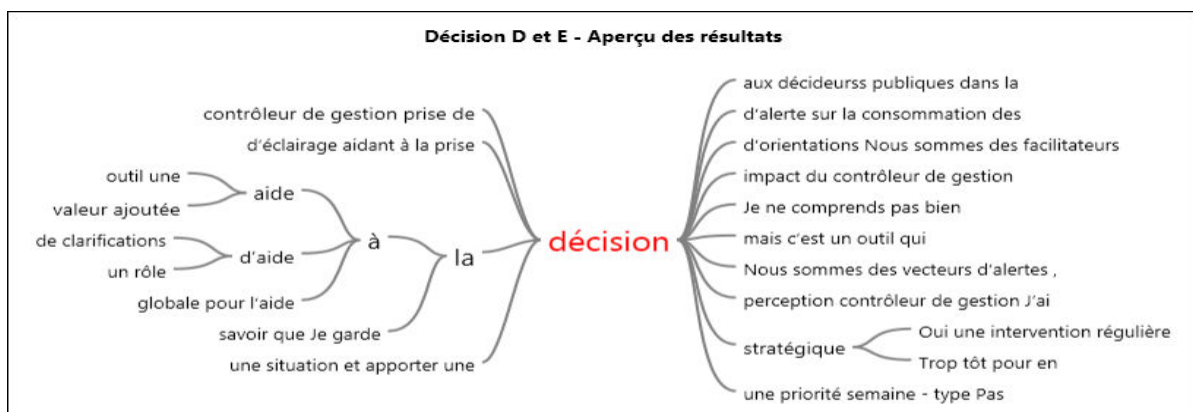 Décision D et E - Aperçu des résultats
contrôleur de gestion prise de
d'éclairage aidant à la prise
outil une
valeur ajoutée
aide
de clarifications
un rôle
d'aide
globale pour l'aide
à
savoir que Je garde
la
une situation et apporter une
décision
aux décideurss publiques dans la
d'alerte sur la consommation des
d'orientations Nous sommes des facilitateurs
impact du contrôleur de gestion
Je ne comprends pas bien
mais c'est un outil qui
Nous sommes des vecteurs d'alertes ,
perception contrôleur de gestion J'ai
stratégique
Oui une intervention régulière
Trop tôt pour en
une priorité semaine - type Pas